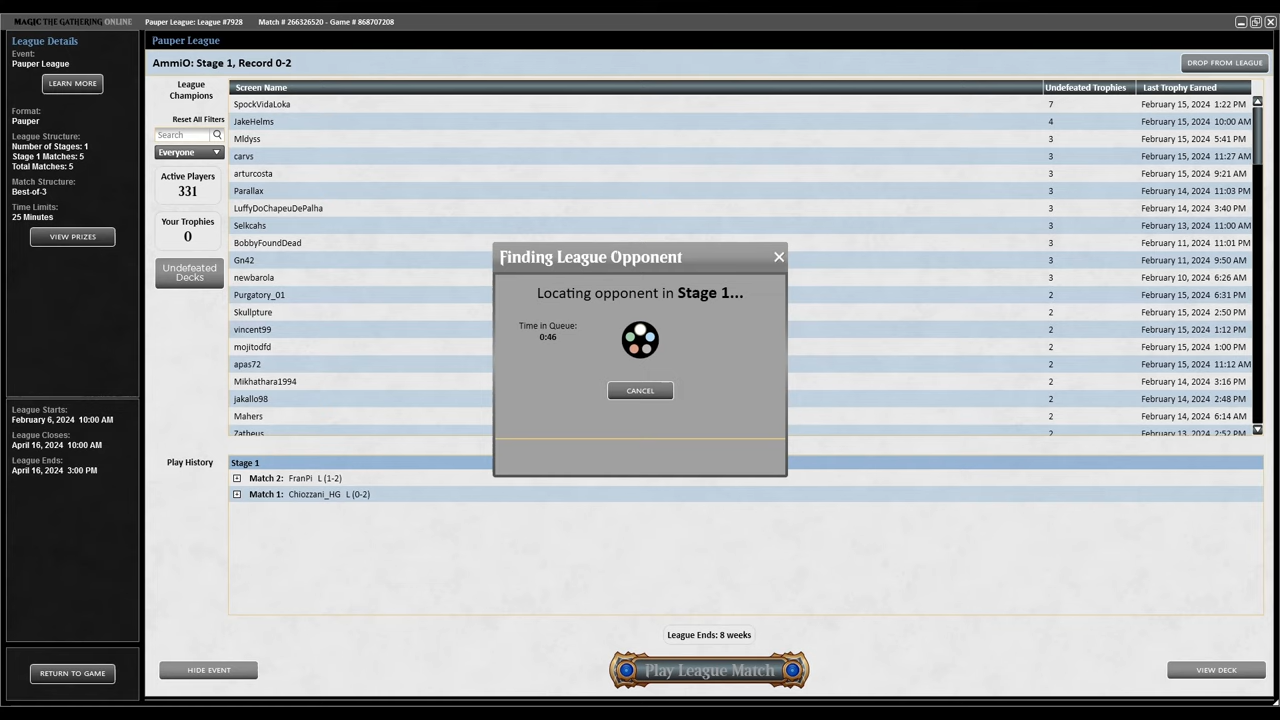 MAGIC THE GATHERING ONLINE
Pauper League: League #7928
Match # 266326520 - Game # 868707208
League Details
Event:
Pauper League
LEARN MORE
Format:
Pauper
League Structure:
Number of Stages: 1
Stage 1 Matches: 5
Total Matches: 5
Match Structure:
Best-of-3
Time Limits:
25 Minutes
VIEW PRIZES
League Starts:
February 6, 2024 10:00 AM
League Closes:
April 16, 2024 10:00 AM
League Ends:
April 16, 2024 3:00 PM
RETURN TO GAME
Pauper League
AmmiO: Stage 1, Record 0-2
DROP FROM LEAGUE
League
Champions
Reset All Filters
Search
Everyone
Active Players
331
Your Trophies
0
Undefeated
Decks
Screen Name Undefeated Trophies Last Trophy Earned
SpockVidaLoka 7 February 15, 2024 1:22 PM
JakeHelms 4 February 15, 2024 10:00 AM
Mldyss 3 February 15, 2024 5:41 PM
carvs 3 February 15, 2024 11:27 AM
arturcosta 3 February 15, 2024 9:21 AM
Parallax 3 February 14, 2024 11:03 PM
LuffyDoChapeuDePalha 3 February 14, 2024 3:40 PM
Selkcahs 3 February 13, 2024 11:00 AM
BobbyFoundDead 3 February 11, 2024 11:01 PM
Gn42 3 February 11, 2024 9:50 AM
newbarola 3 February 10, 2024 6:26 AM
Purgatory_01 2 February 15, 2024 6:31 PM
Skullpture 2 February 15, 2024 2:50 PM
vincent99 2 February 15, 2024 1:12 PM
mojitodfd 2 February 15, 2024 1:00 PM
apas72 2 February 15, 2024 11:12 AM
Mikhathara1994 2 February 14, 2024 3:16 PM
jakallo98 2 February 14, 2024 2:48 PM
Mahers 2 February 14, 2024 6:14 AM
Zatheus 2 February 13, 2024 2:52 PM
Finding League Opponent
Locating opponent in Stage 1...
Time in Queue:
0:46
CANCEL
Play History
Stage 1
Match 2: FranPi L (1-2)
Match 1: Chiozzani_HG L (0-2)
League Ends: 8 weeks
HIDE EVENT
Play League Match
VIEW DECK